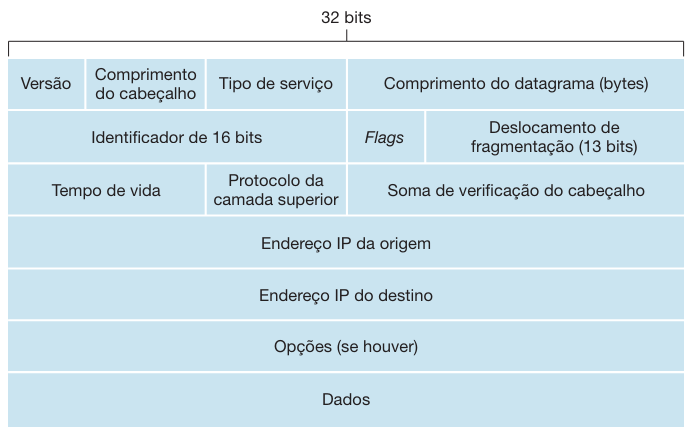 32 bits
Versão
Comprimento
do cabeçalho
Tipo de serviço
Comprimento do datagrama (bytes)
Identificador de 16 bits
Flags
Deslocamento de
fragmentação (13 bits)
Tempo de vida
Protocolo da
camada superior
Soma de verificação do cabeçalho
Endereço IP da origem
Endereço IP do destino
Opções (se houver)
Dados